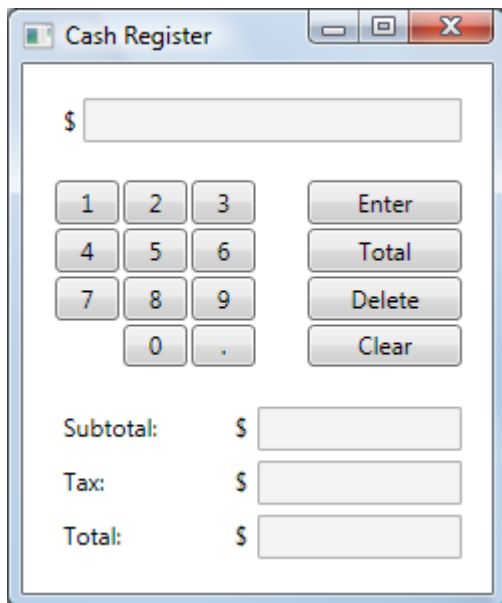 Cash Register
$
1 2 3 Enter
4 5 6 Total
7 8 9 Delete
0 . Clear
Subtotal: $
Tax: $
Total: $